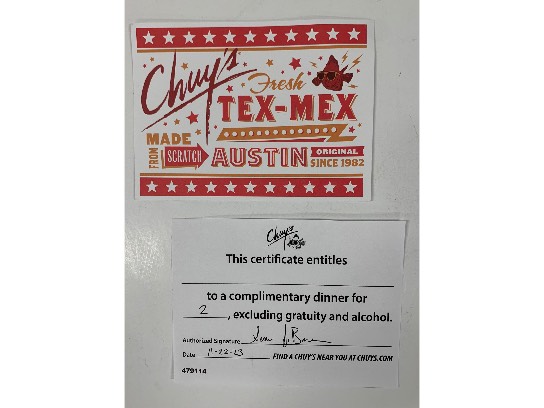 Chuy's
Fresh
TEX-MEX
MADE
FROM SCRATCH AUSTIN ORIGINAL
SINCE 1982
Chuy's
This certificate entitles
to a complimentary dinner for
2, excluding gratuity and alcohol.
Authorized Signature
Date 11-22-23 FIND A CHUY'S NEAR YOU AT CHUYS.COM
479114